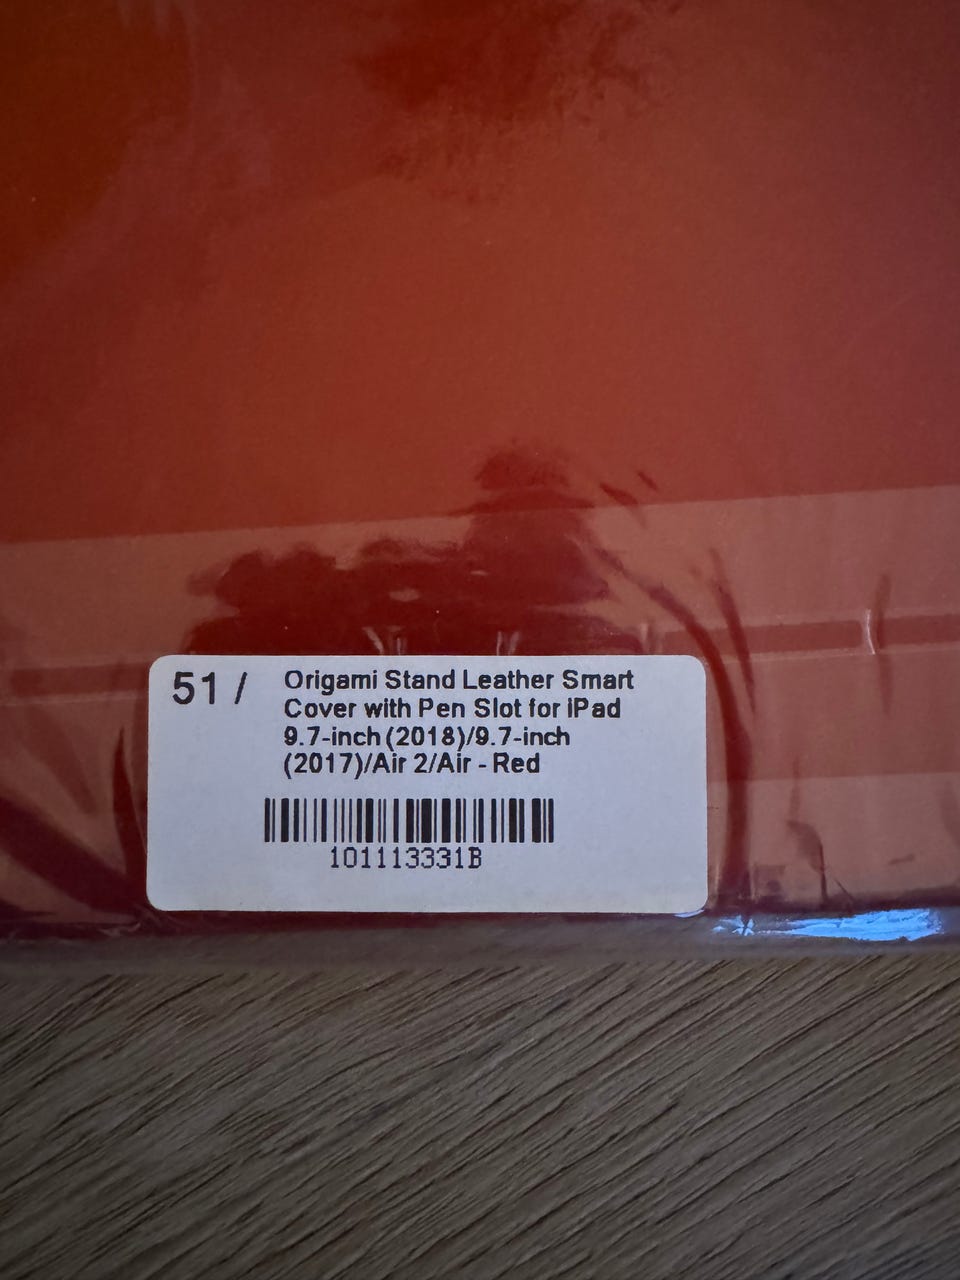 51 /
Origami Stand Leather Smart
Cover with Pen Slot for iPad
9.7-inch (2018)/9.7-inch
(2017)/Air 2/Air - Red
101113331B